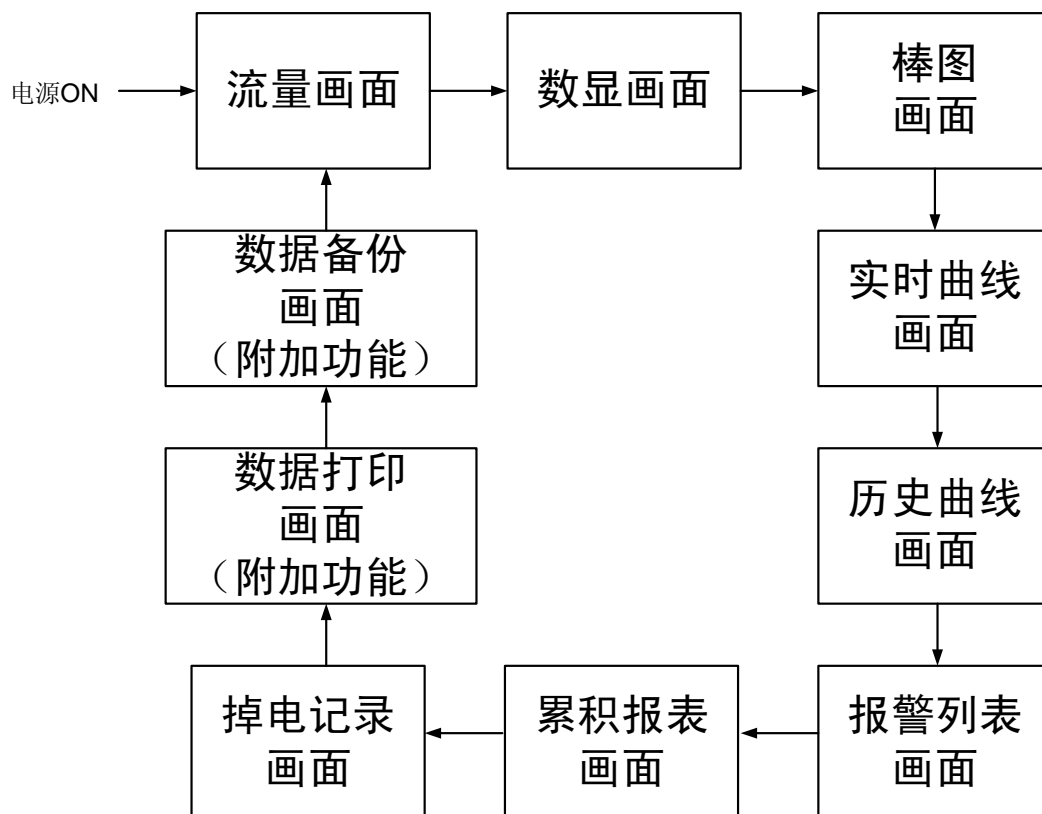 电源ON
流量画面
数显画面
棒图
画面
实时曲线
画面
历史曲线
画面
报警列表
画面
累积报表
画面
掉电记录
画面
数据打印
画面
（附加功能）
数据备份
画面
（附加功能）